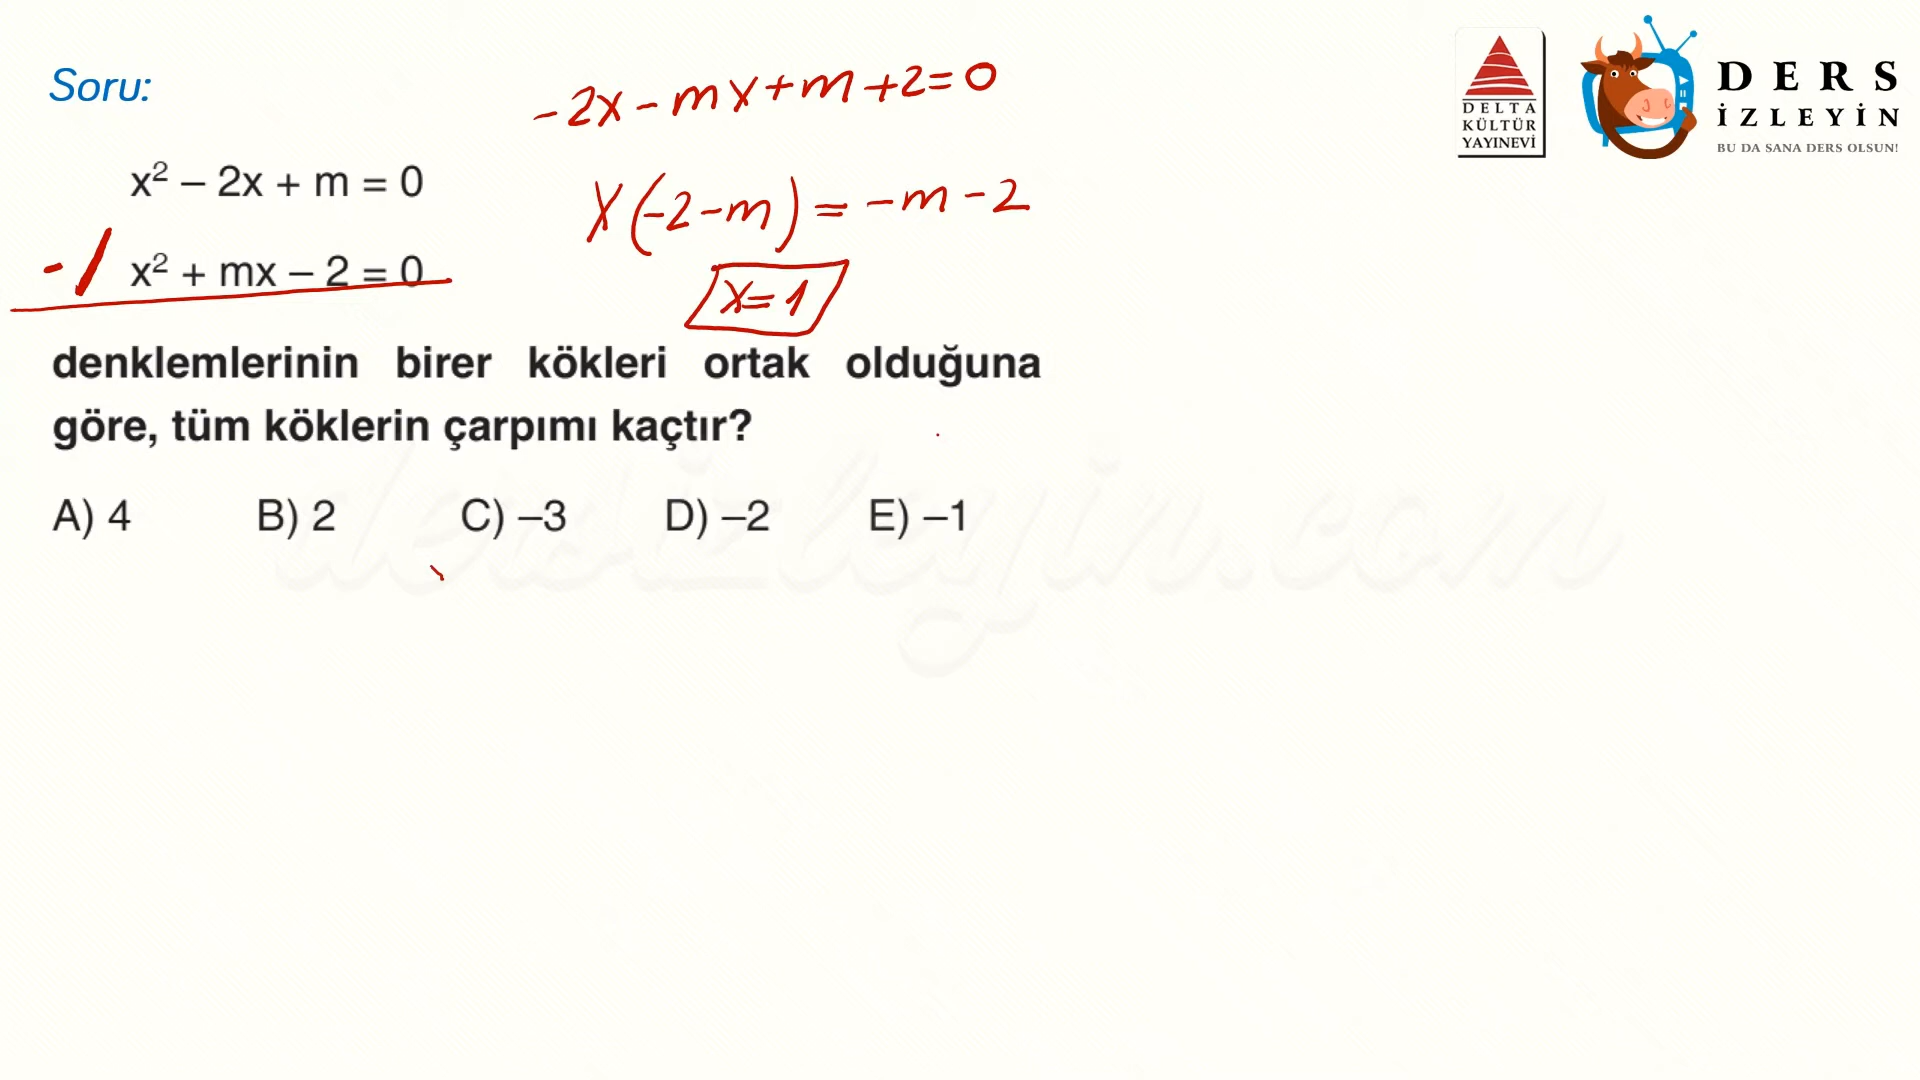 Soru:
-2x-mx+m+2=0
x² – 2x + m = 0
x(-2-m)=-m-2
-/ x² + mx – 2 = 0
x=1
denklemlerinin birer kökleri ortak olduğuna
göre, tüm köklerin çarpımı kaçtır?
A) 4 B) 2 C) –3 D) –2 E) –1
DELTA
KÜLTÜR
YAYINEVİ
DERS
İZLEYİN
BU DA SANA DERS OLSUN!
dersizleyin.com